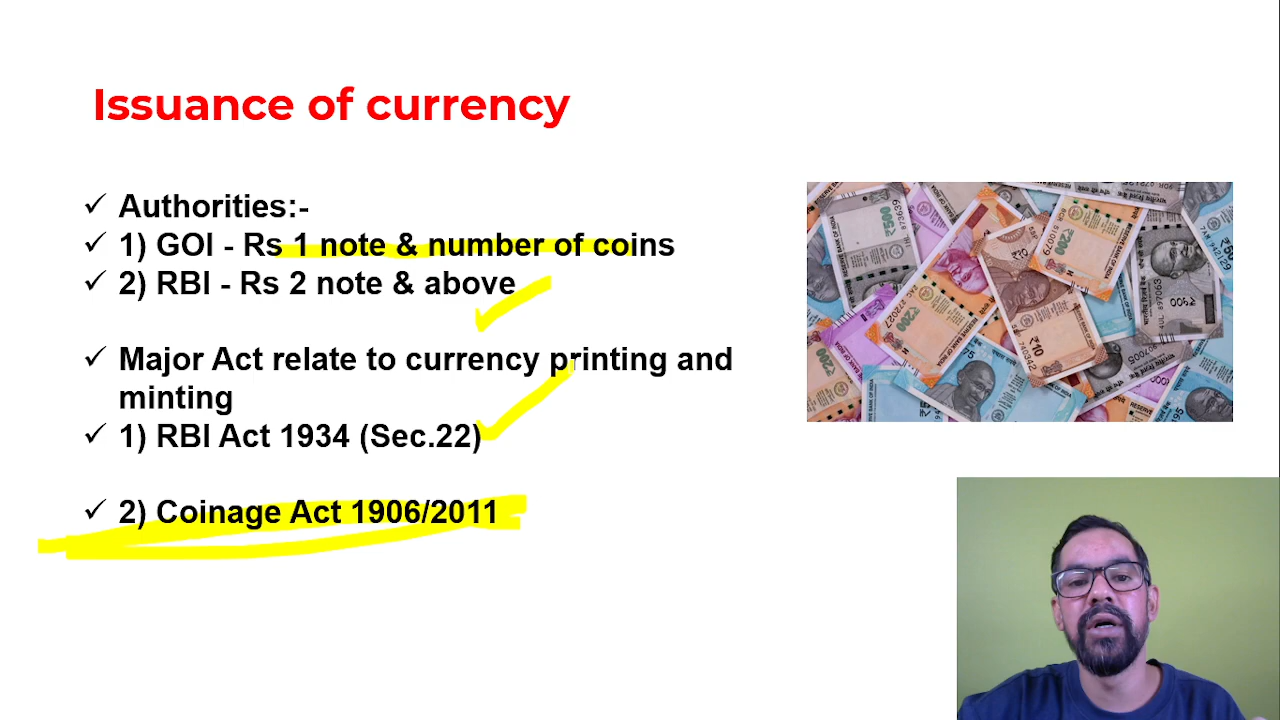 Issuance of currency
✓ Authorities:-
✓ 1) GOI - Rs 1 note & number of coins
✓ 2) RBI - Rs 2 note & above
✓ Major Act relate to currency printing and
minting
✓ 1) RBI Act 1934 (Sec.22)
✓ 2) Coinage Act 1906/2011